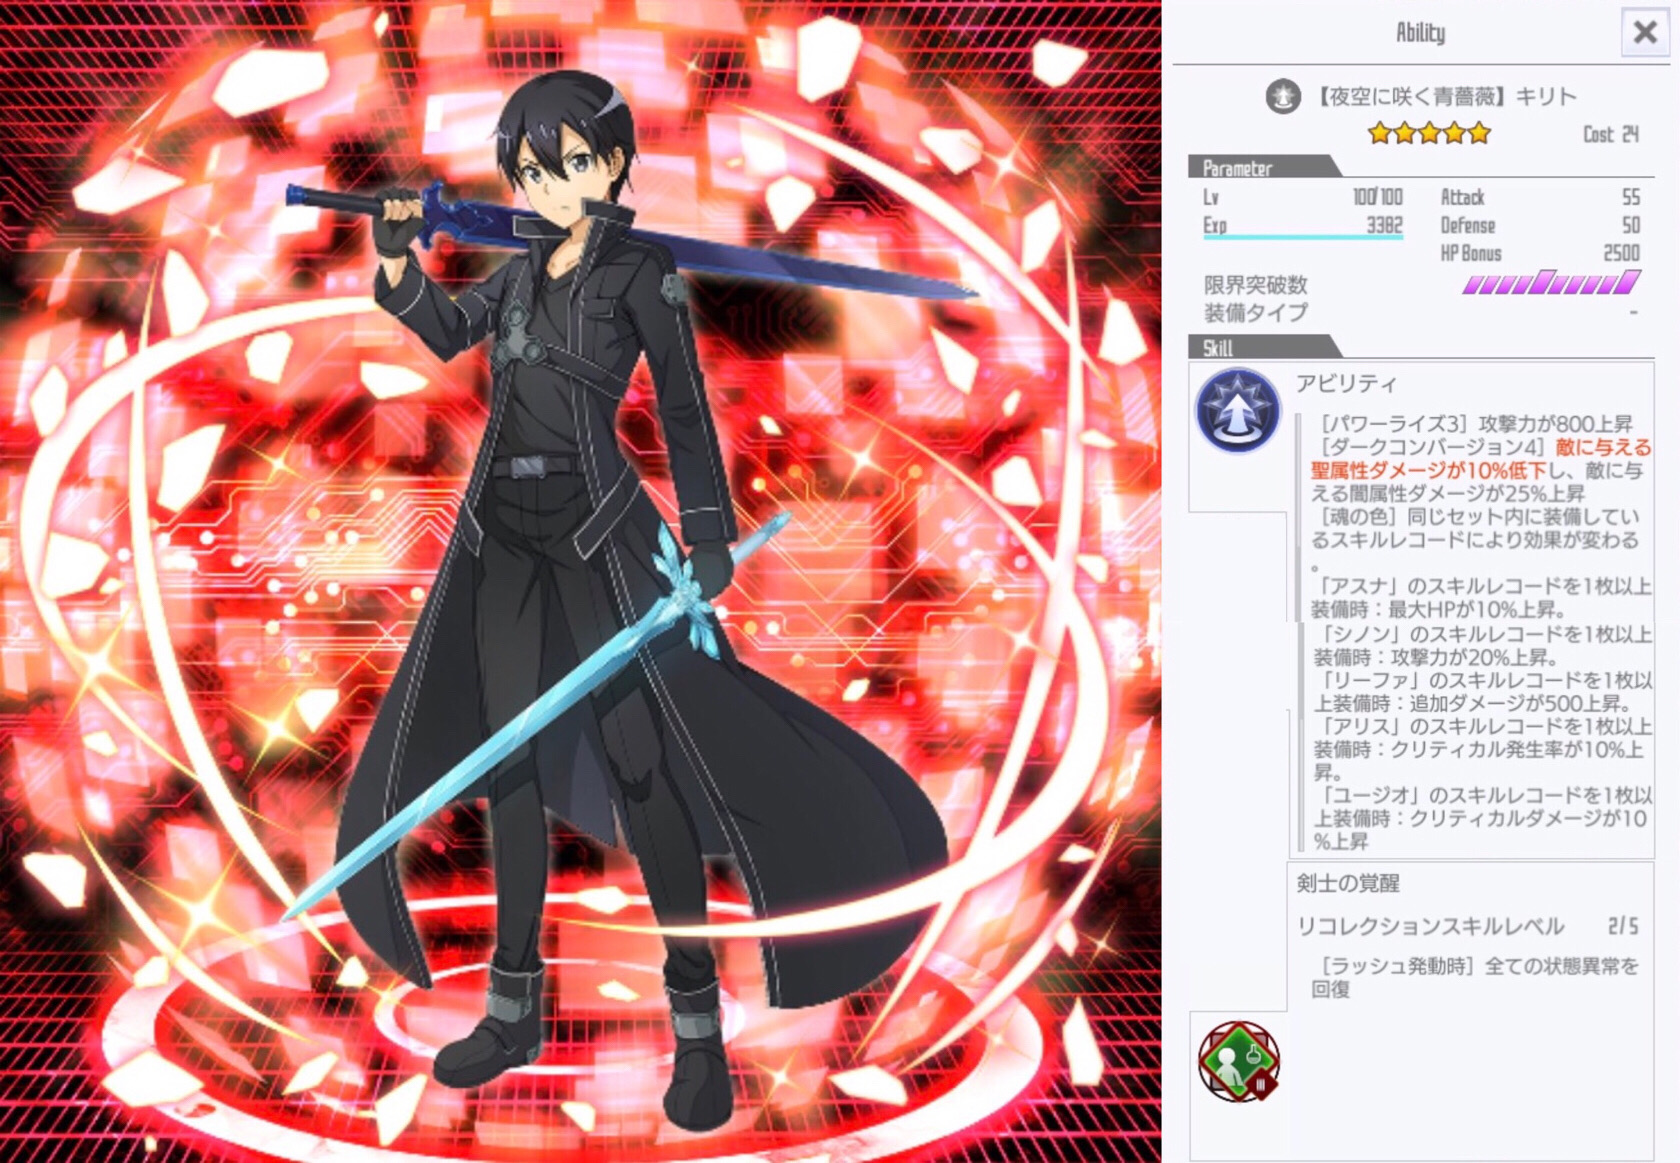 Ability
【夜空に咲く青薔薇】キリト
Cost 24
Parameter
Lv 100/100 Attack 55
Exp 3382 Defense 50
HP Bonus 2500
限界突破数
装備タイプ -
Skill
アビリティ
［パワーライズ3］攻撃力が800上昇
［ダークコンバージョン4］敵に与える
聖属性ダメージが10%低下し、敵に与
える闇属性ダメージが25%上昇
［魂の色］同じセット内に装備してい
るスキルレコードにより効果が変わる
。
「アスナ」のスキルレコードを1枚以上
装備時：最大HPが10%上昇。
「シノン」のスキルレコードを1枚以上
装備時：攻撃力が20%上昇。
「リーファ」のスキルレコードを1枚以
上装備時：追加ダメージが500上昇。
「アリス」のスキルレコードを1枚以上
装備時：クリティカル発生率が10%上
昇。
「ユージオ」のスキルレコードを1枚以
上装備時：クリティカルダメージが10
%上昇
剣士の覚醒
リコレクションスキルレベル 2/5
［ラッシュ発動時］全ての状態異常を
回復